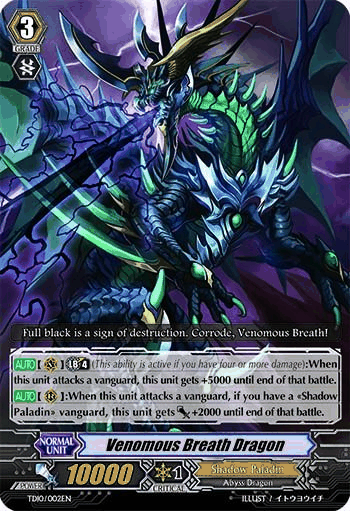 3
GRADE
Full black is a sign of destruction. Corrode, Venomous Breath!
AUTO [ ] LB 4 (This ability is active if you have four or more damage):When
this unit attacks a vanguard, this unit gets +5000 until end of that battle.
AUTO [ ]:When this unit attacks a vanguard, if you have a «Shadow
Paladin» vanguard, this unit gets +2000 until end of that battle.
NORMAL
UNIT
Venomous Breath Dragon
POWER
10000
1
CRITICAL
Shadow Paladin
Abyss Dragon
TD10/002EN
ILLUST / イトウヨウイチ